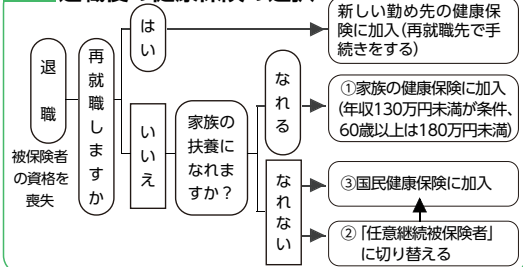 退職後の健康保険の選択
退職
被保険者
の資格を
喪失
再就職しますか
はい
いいえ
新しい勤め先の健康保
険に加入(再就職先で手
続きをする)
家族の
扶養に
なれま
すか？
なれる
なれない
①家族の健康保険に加入
(年収130万円未満が条件、
60歳以上は180万円未満)
③国民健康保険に加入
②「任意継続被保険者」
に切り替える